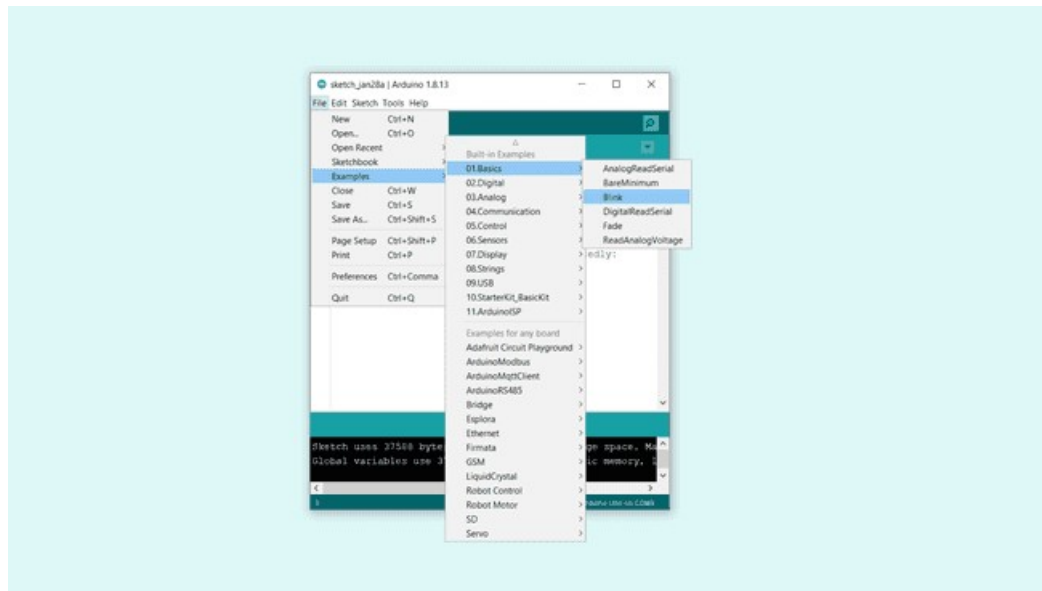 sketch_jan28a | Arduino 1.8.13
File Edit Sketch Tools Help
New Ctrl+N
Open... Ctrl+O
Open Recent
Sketchbook
Examples
Close Ctrl+W
Save Ctrl+S
Save As... Ctrl+Shift+S
Page Setup Ctrl+Shift+P
Print Ctrl+P
Preferences Ctrl+Comma
Quit Ctrl+Q
Built-in Examples
01.Basics
02.Digital
03.Analog
04.Communication
05.Control
06.Sensors
07.Display
08.Strings
09.USB
10.StarterKit_BasicKit
11.ArduinoISP
Examples for any board
Adafruit Circuit Playground
ArduinoModbus
ArduinoMqttClient
ArduinoRS485
Bridge
Esplora
Ethernet
Firmata
GSM
LiquidCrystal
Robot Control
Robot Motor
SD
Servo
AnalogReadSerial
BareMinimum
Blink
DigitalReadSerial
Fade
ReadAnalogVoltage
edly:
Sketch uses 37588 byte ge space. Ma
Global variables use 3 ic memory,